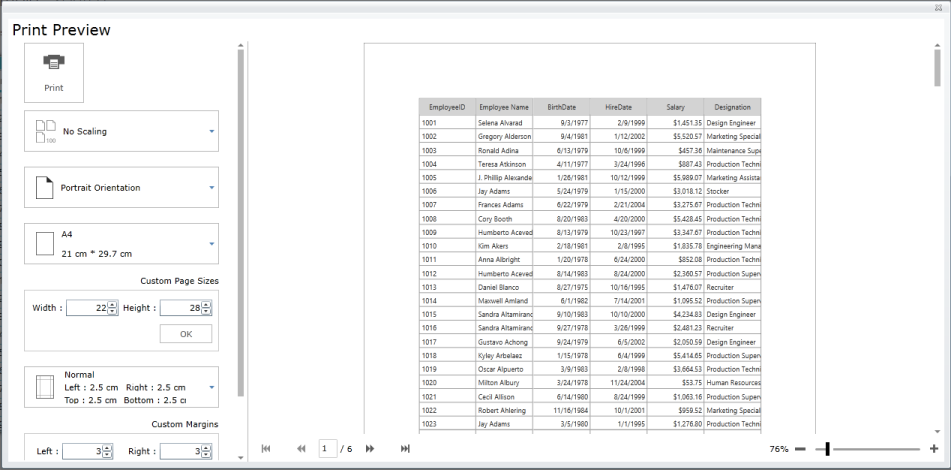 Print Preview
Print
No Scaling
100
Portrait Orientation
A4
21 cm * 29.7 cm
Custom Page Sizes
Width : 22 Height : 28
OK
Normal
Left : 2.5 cm Right : 2.5 cm
Top : 2.5 cm Bottom : 2.5 cm
Custom Margins
Left : 3 Right : 3
EmployeeID Employee Name BirthDate HireDate Salary Designation
1001 Selena Alvarad 9/3/1977 2/9/1999 $1,451.35 Design Engineer
1002 Gregory Alderson 9/4/1981 1/12/2002 $5,520.57 Marketing Special
1003 Ronald Adina 6/13/1979 10/6/1999 $457.36 Maintenance Supe
1004 Teresa Atkinson 4/11/1977 3/24/1996 $887.43 Production Techni
1005 J. Phillip Alexande 1/26/1981 10/12/1999 $5,989.07 Marketing Assista
1006 Jay Adams 5/24/1979 1/15/2000 $3,018.12 Stocker
1007 Frances Adams 6/22/1979 2/21/2004 $3,275.67 Production Techni
1008 Cory Booth 8/20/1983 4/20/2000 $5,428.45 Production Techni
1009 Humberto Aceved 8/13/1979 10/23/1997 $3,347.67 Production Techni
1010 Kim Akers 2/18/1981 2/8/1995 $1,835.78 Engineering Mana
1011 Anna Albright 1/20/1978 6/24/2000 $852.08 Production Techni
1012 Humberto Aceved 8/14/1983 8/24/2000 $2,360.57 Production Super
1013 Daniel Blanco 8/27/1975 10/16/1995 $1,476.07 Recruiter
1014 Maxwell Amland 6/1/1982 7/14/2001 $1,095.52 Production Super
1015 Sandra Altamirano 9/10/1983 10/10/2000 $4,234.83 Design Engineer
1016 Sandra Altamirano 9/27/1978 3/26/1999 $2,481.23 Recruiter
1017 Gustavo Achong 9/24/1979 6/5/2002 $2,050.59 Design Engineer
1018 Kyley Arbelaez 1/15/1978 6/4/1999 $5,414.65 Production Super
1019 Oscar Alpuerto 3/9/1983 2/8/1998 $3,664.53 Production Techni
1020 Milton Albury 3/24/1978 11/24/2004 $53.75 Human Resources
1021 Cecil Allison 6/14/1980 8/24/1999 $1,063.16 Production Super
1022 Robert Ahlering 11/16/1984 10/1/2001 $959.52 Marketing Special
1023 Jay Adams 3/5/1980 1/1/1995 $1,276.80 Production Techni
1 / 6
76%